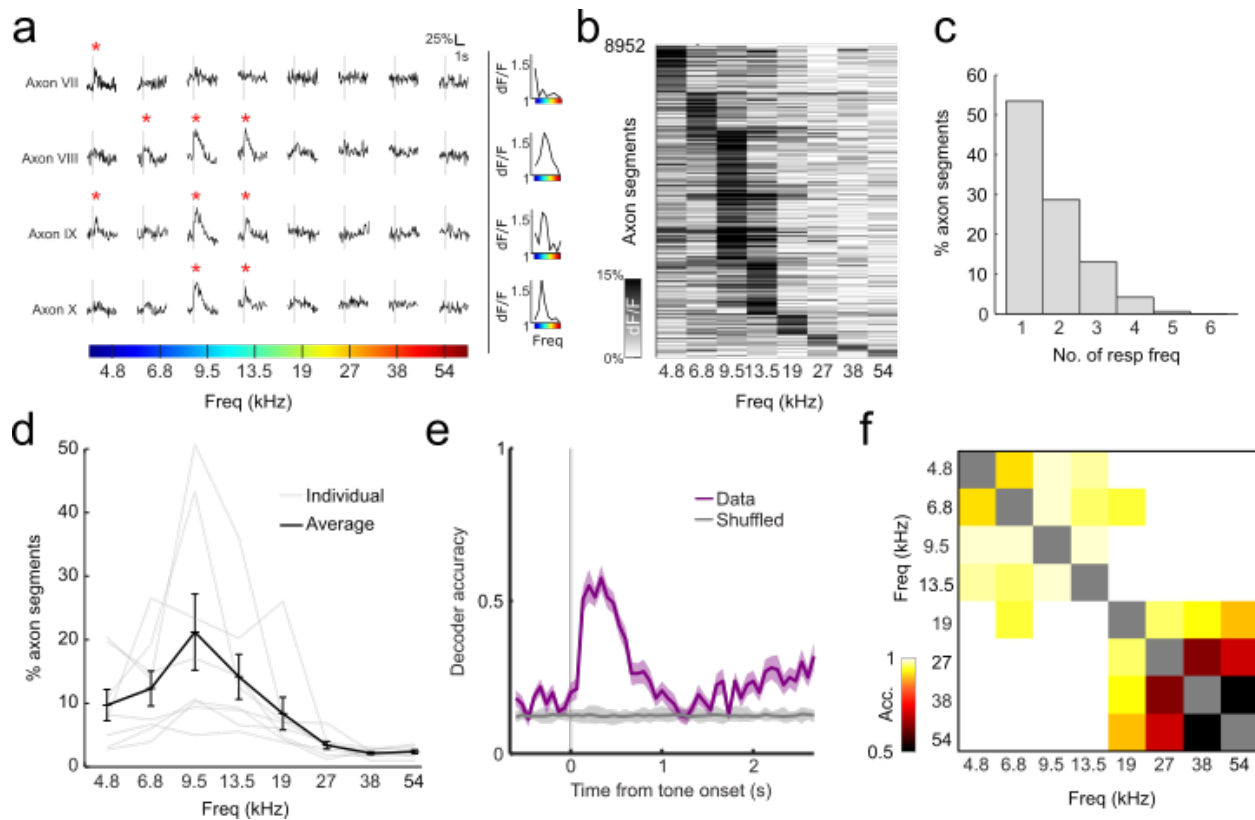 a
25%
1s
*
Axon VII
* * *
Axon VIII
* * *
Axon IX
* *
Axon X
4.8 6.8 9.5 13.5 19 27 38 54
Freq (kHz)
1.5
dF/F
1
1.5
dF/F
1
1.5
dF/F
1
1.5
dF/F
1
Freq
b
8952
Axon segments
15%
dF/F
0%
4.8 6.8 9.5 13.5 19 27 38 54
Freq (kHz)
c
60
50
40
30
20
10
0
% axon segments
1 2 3 4 5 6
No. of resp freq
d
50
40
30
20
10
0
% axon segments
Individual
Average
4.8 6.8 9.5 13.5 19 27 38 54
Freq (kHz)
e
1
0.5
0
Decoder accuracy
Data
Shuffled
0 1 2
Time from tone onset (s)
f
4.8
6.8
9.5
13.5
19
27
38
54
Freq (kHz)
1
Acc.
0.5
4.8 6.8 9.5 13.5 19 27 38 54
Freq (kHz)